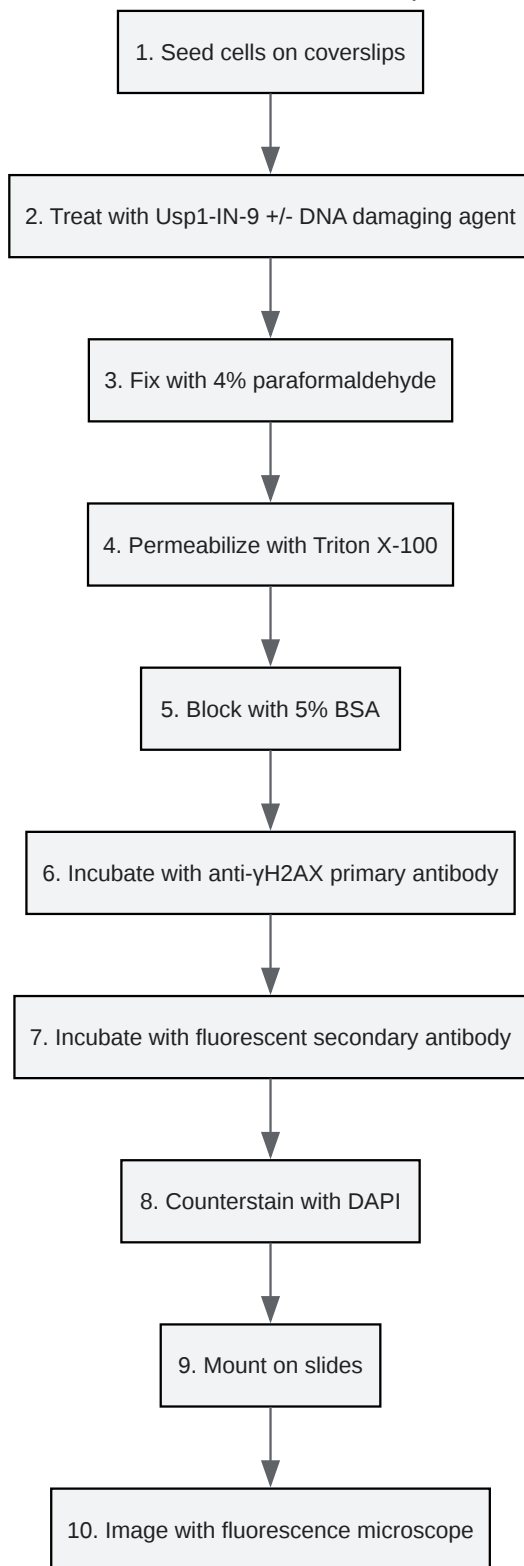 1. Seed cells on coverslips
2. Treat with Usp1-IN-9 +/- DNA damaging agent
3. Fix with 4% paraformaldehyde
4. Permeabilize with Triton X-100
5. Block with 5% BSA
6. Incubate with anti-γH2AX primary antibody
7. Incubate with fluorescent secondary antibody
8. Counterstain with DAPI
9. Mount on slides
10. Image with fluorescence microscope